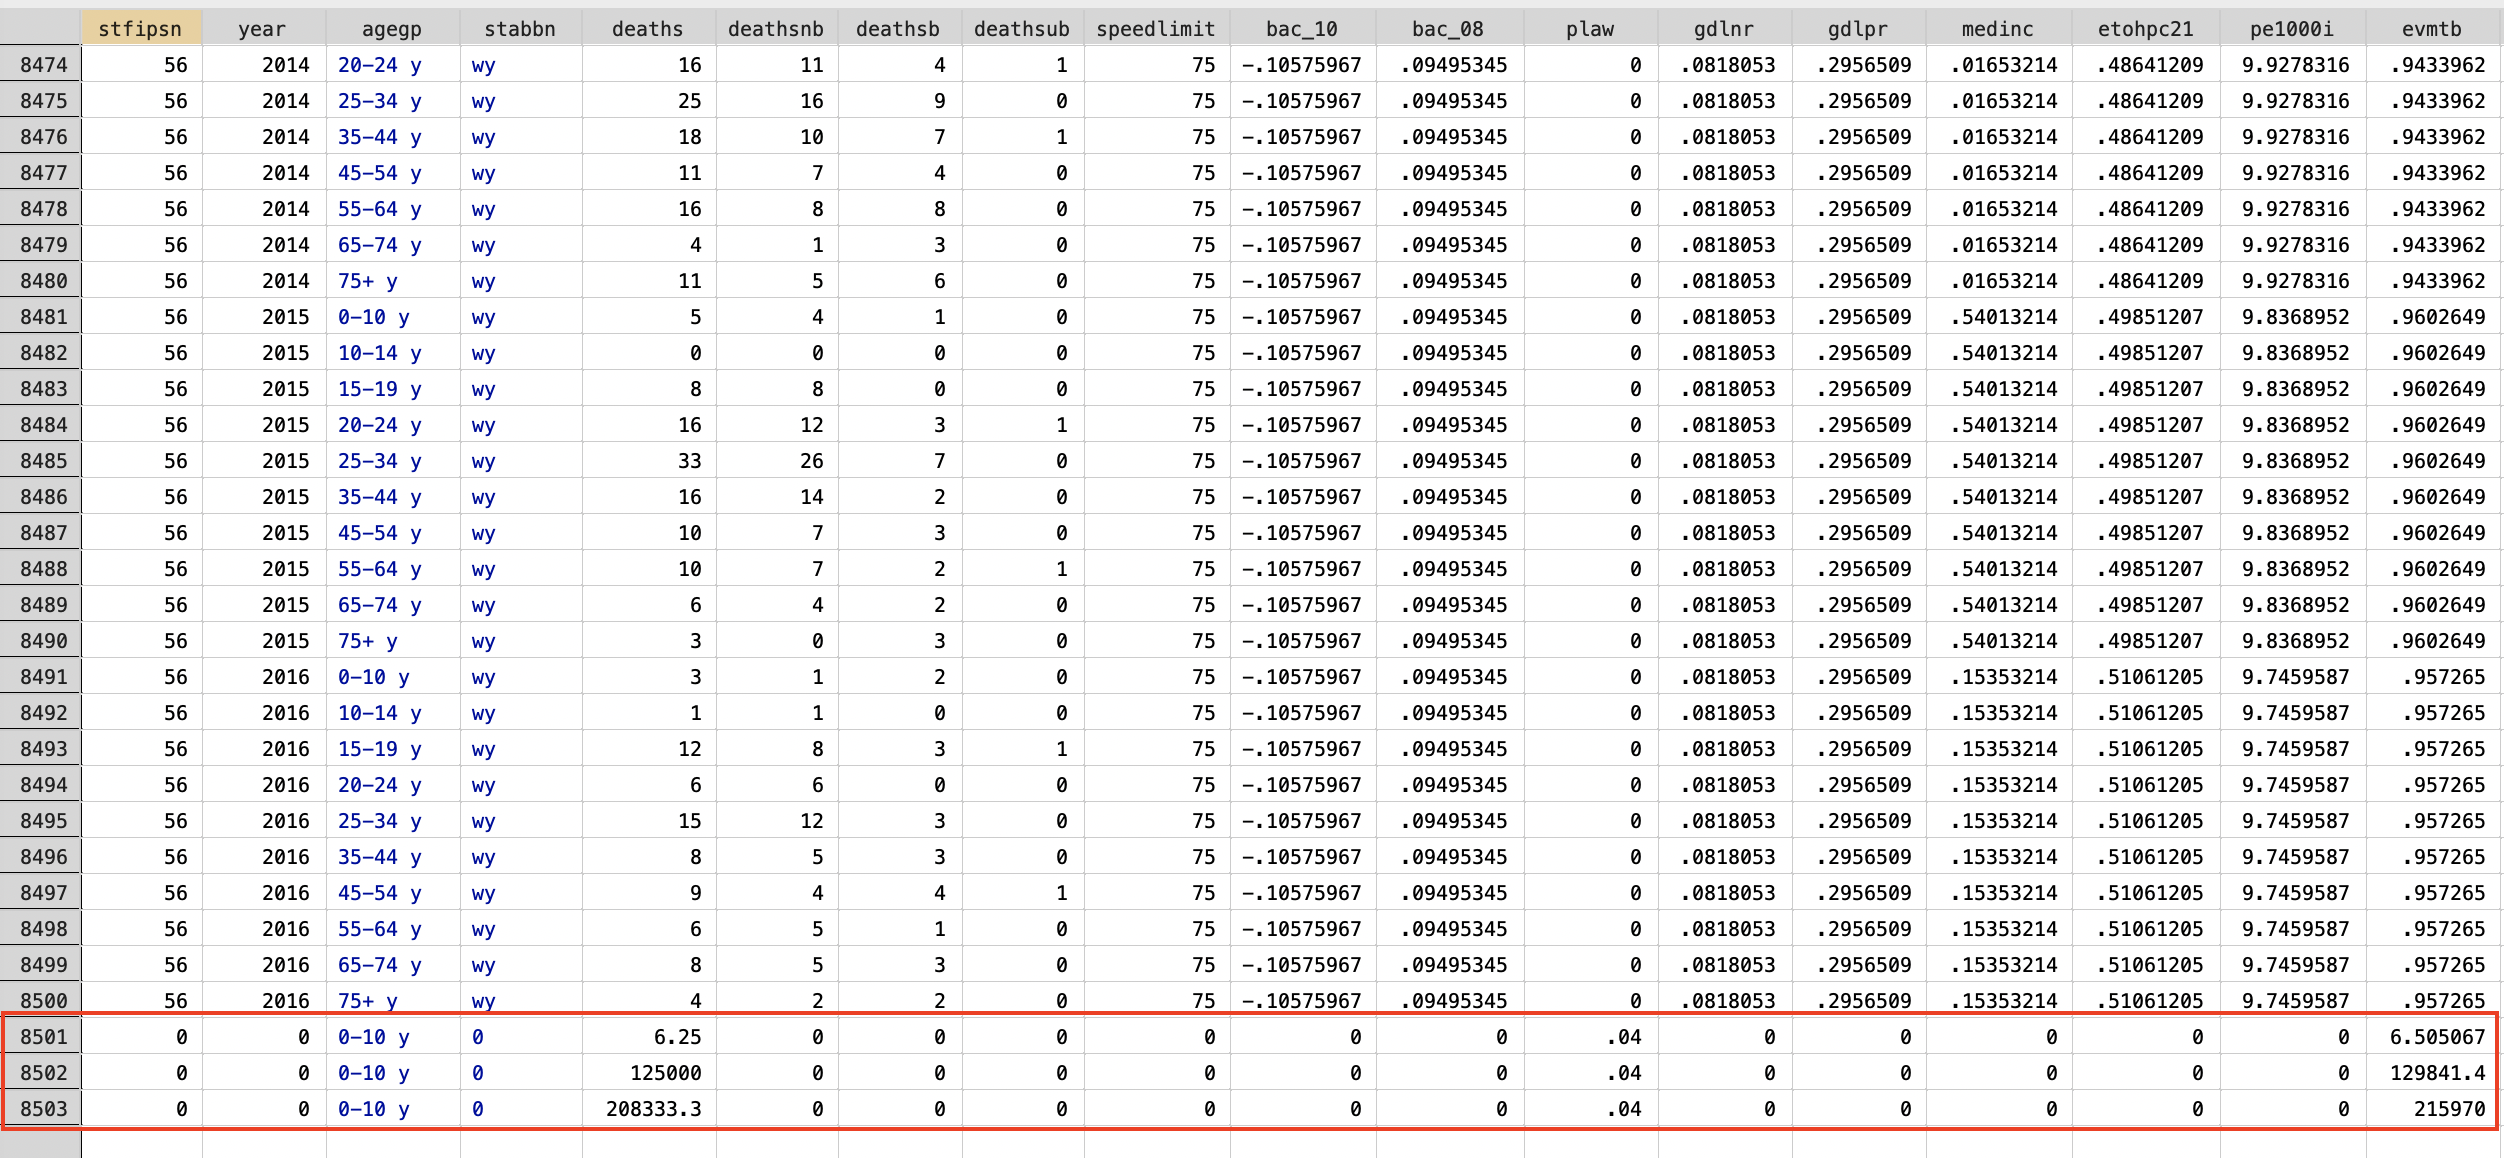 stfipsn year agegp stabbn deaths deathsnb deathsb deathsub speedlimit bac_10 bac_08 plaw gdlnr gdlpr medinc etohpc21 pe1000i evmtb
8474 56 2014 20-24 y wy 16 11 4 1 75 -.10575967 .09495345 0 .0818053 .2956509 .01653214 .48641209 9.9278316 .9433962
8475 56 2014 25-34 y wy 25 16 9 0 75 -.10575967 .09495345 0 .0818053 .2956509 .01653214 .48641209 9.9278316 .9433962
8476 56 2014 35-44 y wy 18 10 7 1 75 -.10575967 .09495345 0 .0818053 .2956509 .01653214 .48641209 9.9278316 .9433962
8477 56 2014 45-54 y wy 11 7 4 0 75 -.10575967 .09495345 0 .0818053 .2956509 .01653214 .48641209 9.9278316 .9433962
8478 56 2014 55-64 y wy 16 8 8 0 75 -.10575967 .09495345 0 .0818053 .2956509 .01653214 .48641209 9.9278316 .9433962
8479 56 2014 65-74 y wy 4 1 3 0 75 -.10575967 .09495345 0 .0818053 .2956509 .01653214 .48641209 9.9278316 .9433962
8480 56 2014 75+ y wy 11 5 6 0 75 -.10575967 .09495345 0 .0818053 .2956509 .01653214 .48641209 9.9278316 .9433962
8481 56 2015 0-10 y wy 5 4 1 0 75 -.10575967 .09495345 0 .0818053 .2956509 .54013214 .49851207 9.8368952 .9602649
8482 56 2015 10-14 y wy 0 0 0 0 75 -.10575967 .09495345 0 .0818053 .2956509 .54013214 .49851207 9.8368952 .9602649
8483 56 2015 15-19 y wy 8 8 0 0 75 -.10575967 .09495345 0 .0818053 .2956509 .54013214 .49851207 9.8368952 .9602649
8484 56 2015 20-24 y wy 16 12 3 1 75 -.10575967 .09495345 0 .0818053 .2956509 .54013214 .49851207 9.8368952 .9602649
8485 56 2015 25-34 y wy 33 26 7 0 75 -.10575967 .09495345 0 .0818053 .2956509 .54013214 .49851207 9.8368952 .9602649
8486 56 2015 35-44 y wy 16 14 2 0 75 -.10575967 .09495345 0 .0818053 .2956509 .54013214 .49851207 9.8368952 .9602649
8487 56 2015 45-54 y wy 10 7 3 0 75 -.10575967 .09495345 0 .0818053 .2956509 .54013214 .49851207 9.8368952 .9602649
8488 56 2015 55-64 y wy 10 7 2 1 75 -.10575967 .09495345 0 .0818053 .2956509 .54013214 .49851207 9.8368952 .9602649
8489 56 2015 65-74 y wy 6 4 2 0 75 -.10575967 .09495345 0 .0818053 .2956509 .54013214 .49851207 9.8368952 .9602649
8490 56 2015 75+ y wy 3 0 3 0 75 -.10575967 .09495345 0 .0818053 .2956509 .54013214 .49851207 9.8368952 .9602649
8491 56 2016 0-10 y wy 3 1 2 0 75 -.10575967 .09495345 0 .0818053 .2956509 .15353214 .51061205 9.7459587 .957265
8492 56 2016 10-14 y wy 1 1 0 0 75 -.10575967 .09495345 0 .0818053 .2956509 .15353214 .51061205 9.7459587 .957265
8493 56 2016 15-19 y wy 12 8 3 1 75 -.10575967 .09495345 0 .0818053 .2956509 .15353214 .51061205 9.7459587 .957265
8494 56 2016 20-24 y wy 6 6 0 0 75 -.10575967 .09495345 0 .0818053 .2956509 .15353214 .51061205 9.7459587 .957265
8495 56 2016 25-34 y wy 15 12 3 0 75 -.10575967 .09495345 0 .0818053 .2956509 .15353214 .51061205 9.7459587 .957265
8496 56 2016 35-44 y wy 8 5 3 0 75 -.10575967 .09495345 0 .0818053 .2956509 .15353214 .51061205 9.7459587 .957265
8497 56 2016 45-54 y wy 9 4 4 1 75 -.10575967 .09495345 0 .0818053 .2956509 .15353214 .51061205 9.7459587 .957265
8498 56 2016 55-64 y wy 6 5 1 0 75 -.10575967 .09495345 0 .0818053 .2956509 .15353214 .51061205 9.7459587 .957265
8499 56 2016 65-74 y wy 8 5 3 0 75 -.10575967 .09495345 0 .0818053 .2956509 .15353214 .51061205 9.7459587 .957265
8500 56 2016 75+ y wy 4 2 2 0 75 -.10575967 .09495345 0 .0818053 .2956509 .15353214 .51061205 9.7459587 .957265
8501 0 0 0-10 y 0 6.25 0 0 0 0 0 0 .04 0 0 0 0 0 6.505067
8502 0 0 0-10 y 0 125000 0 0 0 0 0 0 .04 0 0 0 0 0 129841.4
8503 0 0 0-10 y 0 208333.3 0 0 0 0 0 0 .04 0 0 0 0 0 215970